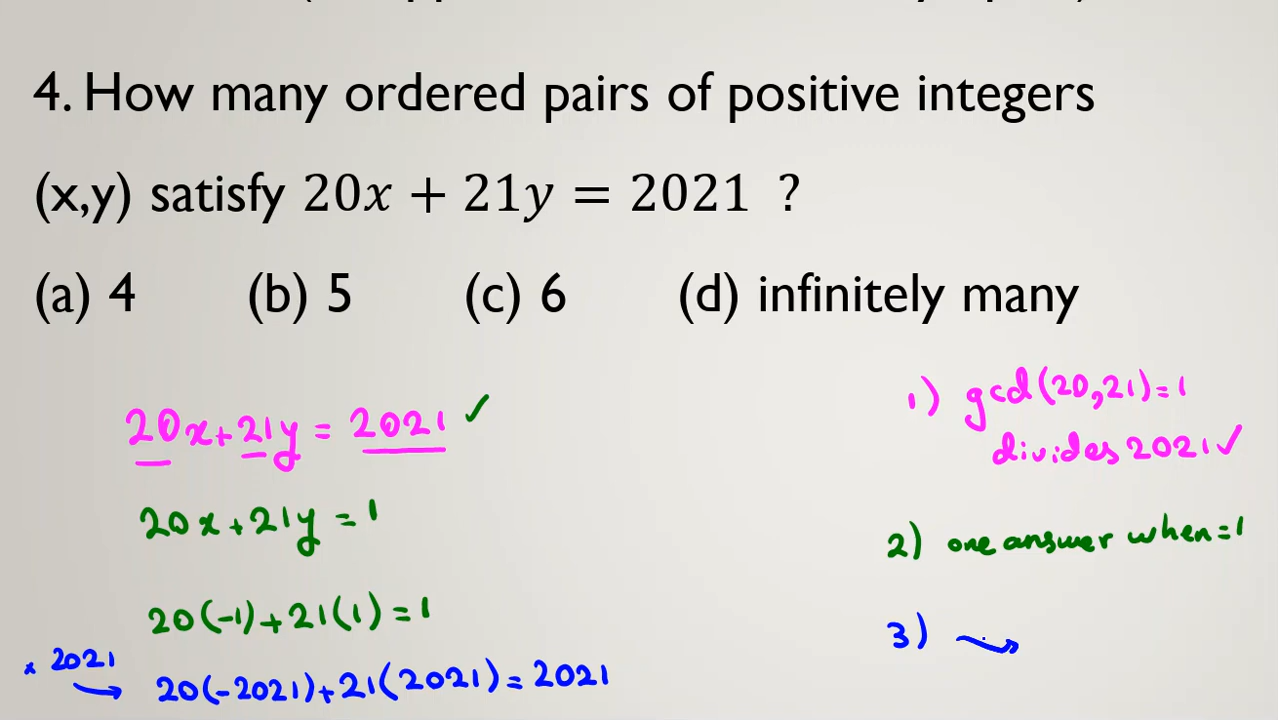 4. How many ordered pairs of positive integers
(x,y) satisfy 20x + 21y = 2021 ?
(a) 4 (b) 5 (c) 6 (d) infinitely many
20x+21y = 2021 ✓
20x+21y = 1
20(-1)+21(1) = 1
x 2021
20(-2021)+21(2021) = 2021
1) gcd(20,21)=1
divides 2021 ✓
2) one answer when=1
3)